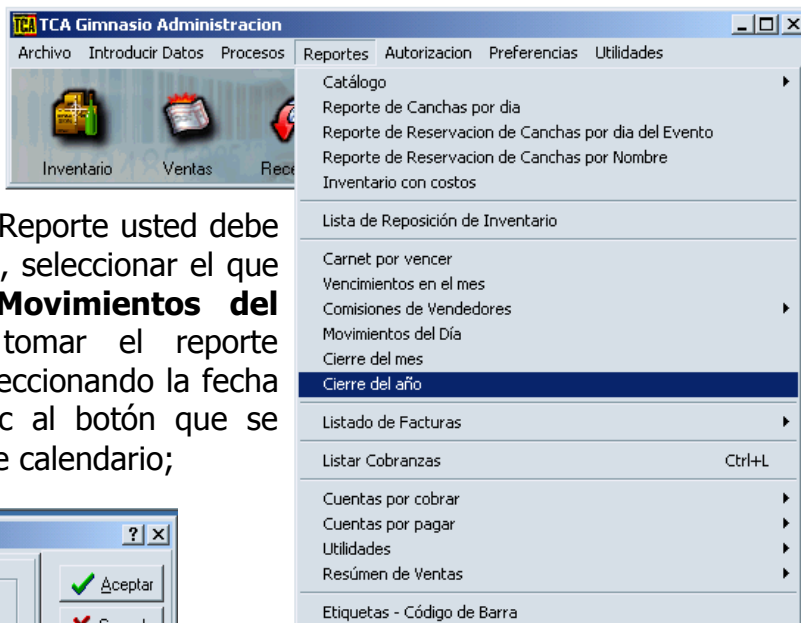 TCA TCA Gimnasio Administracion
Archivo Introducir Datos Procesos Reportes Autorizacion Preferencias Utilidades
Inventario Ventas
Catálogo
Reporte de Canchas por dia
Reporte de Reservacion de Canchas por dia del Evento
Reporte de Reservacion de Canchas por Nombre
Inventario con costos
Lista de Reposición de Inventario
Carnet por vencer
Vencimientos en el mes
Comisiones de Vendedores
Movimientos del Día
Cierre del mes
Cierre del año
Listado de Facturas
Listar Cobranzas Ctrl+L
Cuentas por cobrar
Cuentas por pagar
Utilidades
Resúmen de Ventas
Etiquetas - Código de Barra
Reporte usted debe
, seleccionar el que
Movimientos del
tomar el reporte
eccionando la fecha
c al botón que se
e calendario;
Aceptar